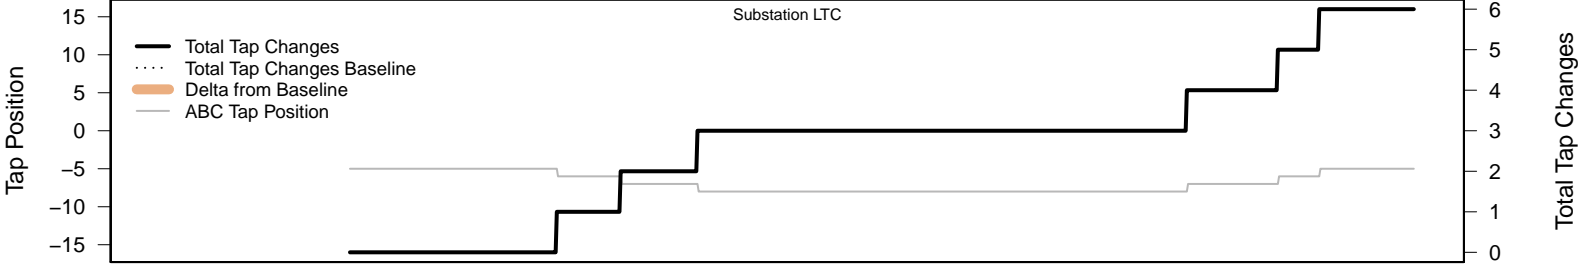 Substation LTC
Tap Position
15
10
5
0
−5
−10
−15
Total Tap Changes
Total Tap Changes Baseline
Delta from Baseline
ABC Tap Position
6
5
4
3
2
1
0
Total Tap Changes